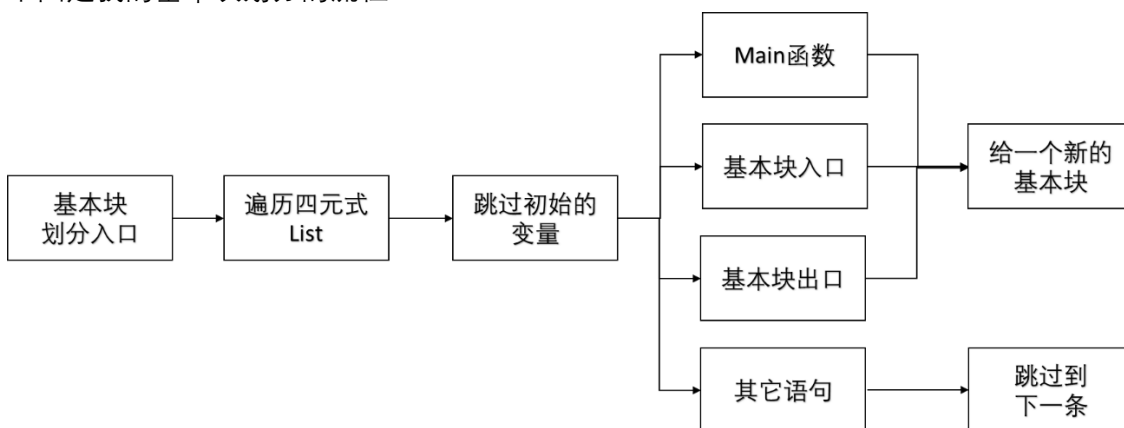 基本块
划分入口
遍历四元式
List
跳过初始的
变量
Main函数
基本块入口
基本块出口
其它语句
给一个新的
基本块
跳过到
下一条